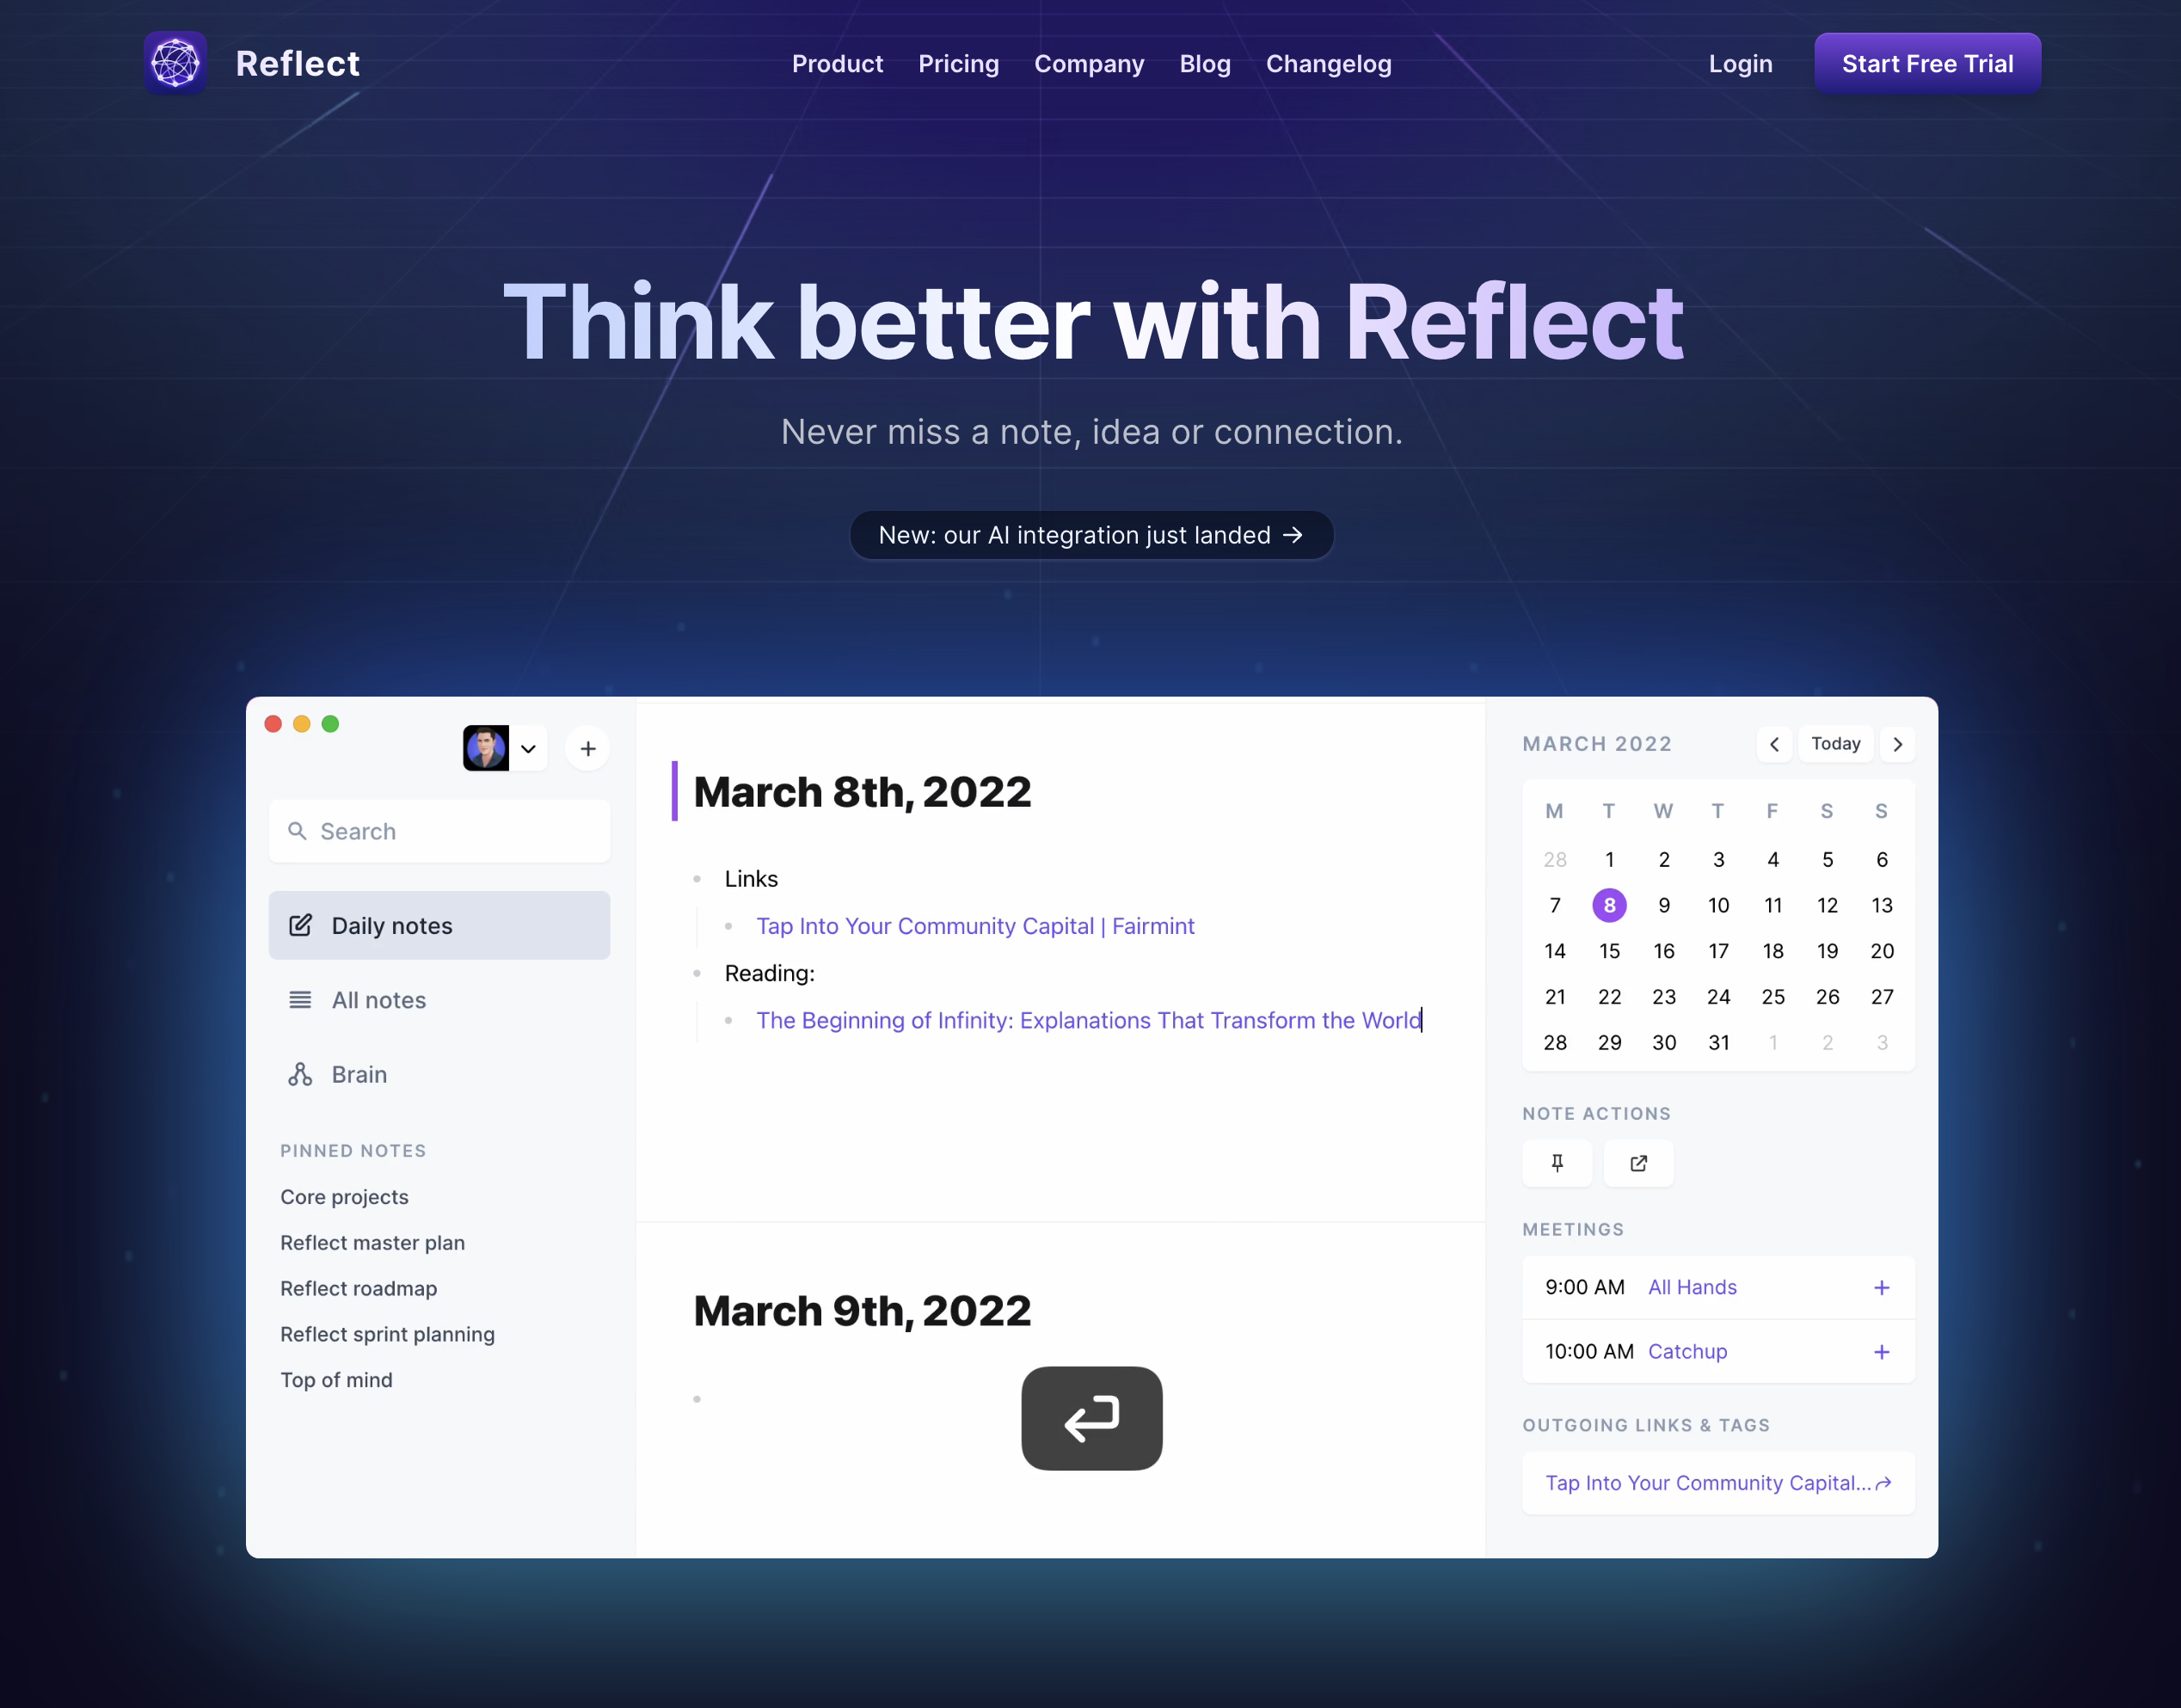 Reflect
Product Pricing Company Blog Changelog
Login
Start Free Trial
Think better with Reflect
Never miss a note, idea or connection.
New: our AI integration just landed →
Search
Daily notes
All notes
Brain
PINNED NOTES
Core projects
Reflect master plan
Reflect roadmap
Reflect sprint planning
Top of mind
March 8th, 2022
Links
Tap Into Your Community Capital | Fairmint
Reading:
The Beginning of Infinity: Explanations That Transform the World
March 9th, 2022
MARCH 2022
Today
M T W T F S S
28 1 2 3 4 5 6
7 8 9 10 11 12 13
14 15 16 17 18 19 20
21 22 23 24 25 26 27
28 29 30 31 1 2 3
NOTE ACTIONS
MEETINGS
9:00 AM All Hands +
10:00 AM Catchup +
OUTGOING LINKS & TAGS
Tap Into Your Community Capital...